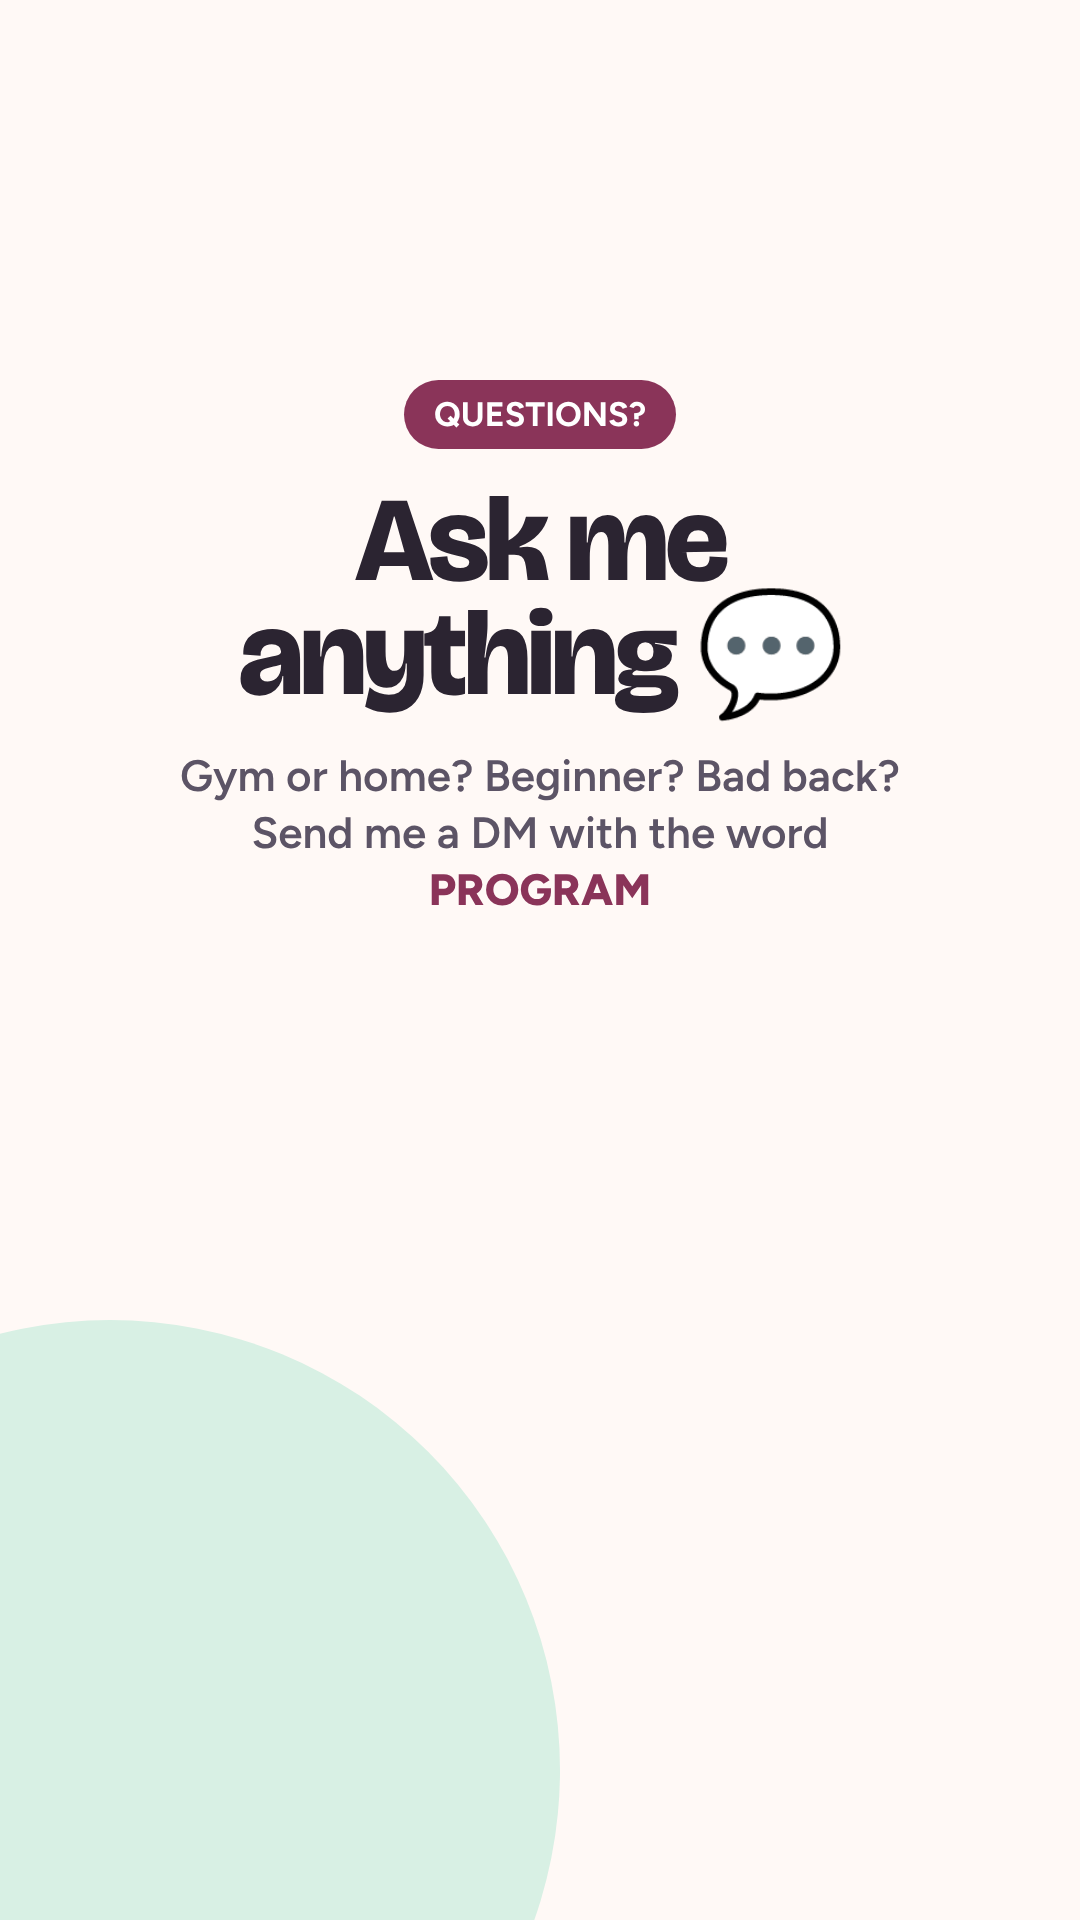 QUESTIONS?
Ask me
anything 💬
Gym or home? Beginner? Bad back?
Send me a DM with the word
PROGRAM